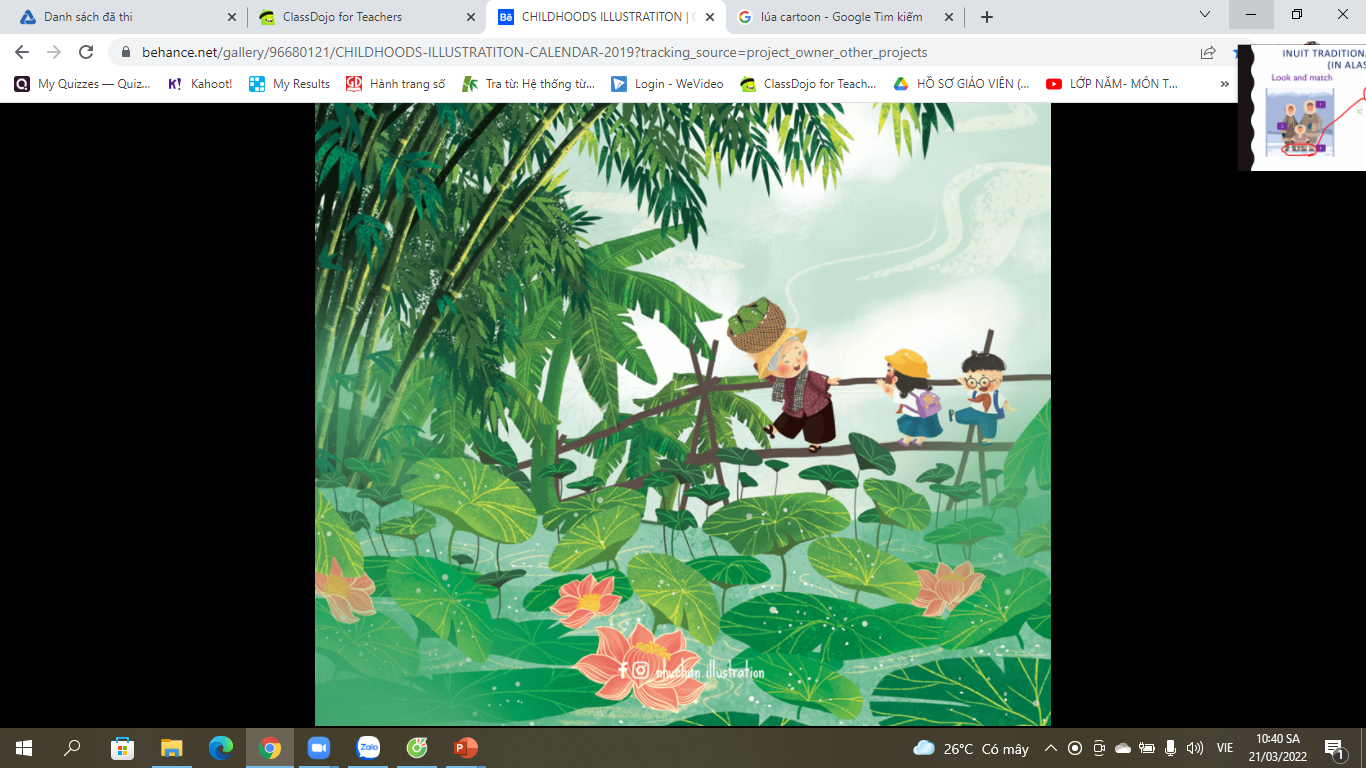 Danh sách đã thi
ClassDojo for Teachers
CHILDHOODS ILLUSTRATITON |
lúa cartoon - Google Tìm kiếm
behance.net/gallery/96680121/CHILDHOODS-ILLUSTRATITON-CALENDAR-2019?tracking_source=project_owner_other_projects
My Quizzes — Quiz...
Kahoot!
My Results
Hành trang số
Tra từ: Hệ thống từ...
Login - WeVideo
ClassDojo for Teach...
HỒ SƠ GIÁO VIÊN (...
LỚP NĂM- MÔN T...
»
INUIT TRADITIONA
(IN ALAS
Look and match
nhuthan.illustration
26°C Có mây
VIE
10:40 SA
21/03/2022